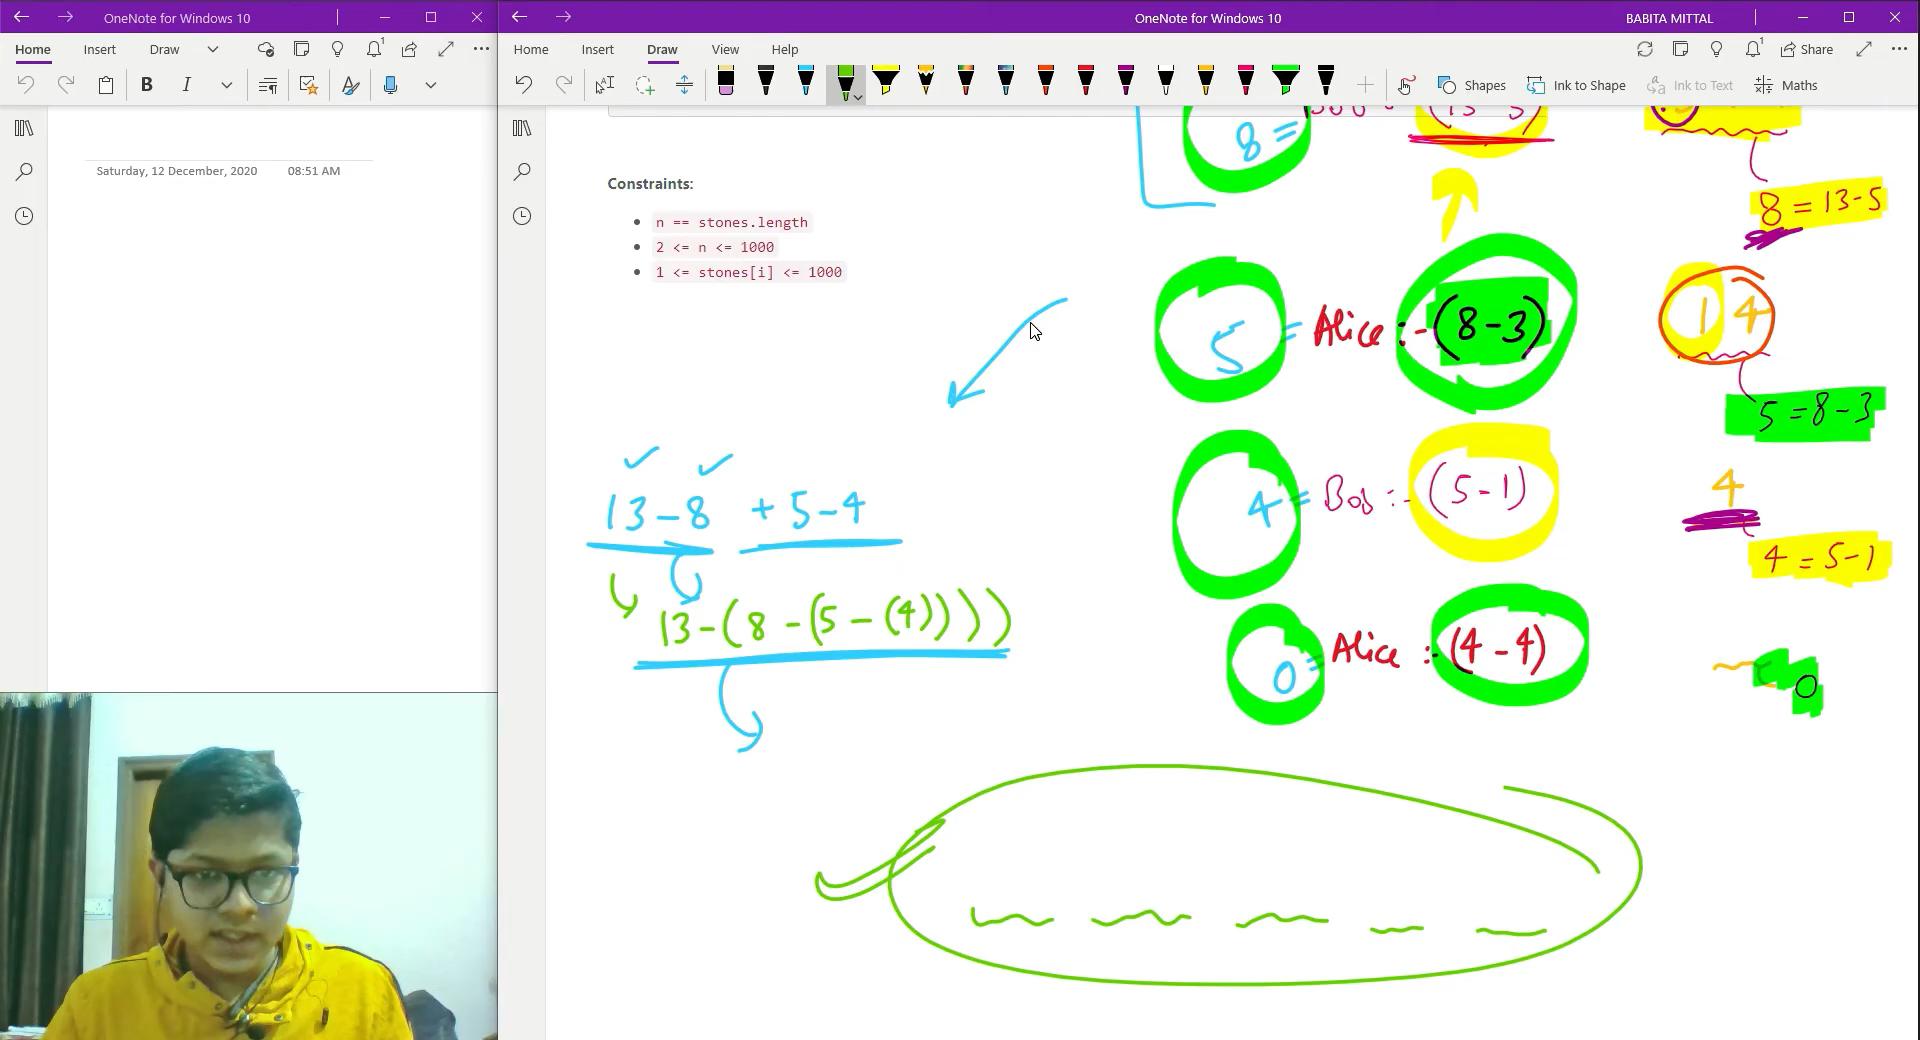 OneNote for Windows 10
Home Insert Draw
B I
Saturday, 12 December, 2020 08:51 AM
OneNote for Windows 10 BABITA MITTAL
Home Insert Draw View Help Share
Shapes Ink to Shape Ink to Text Maths
8 =
8 = 13-5
Constraints:
n == stones.length
2 <= n <= 1000
1 <= stones[i] <= 1000
5 = Alice :- (8-3)
1 4
5 = 8-3
13-8 + 5-4
4 = Bob :- (5-1)
4
4 = 5-1
13-(8-(5-(4))))
0 = Alice :- (4-4)
0